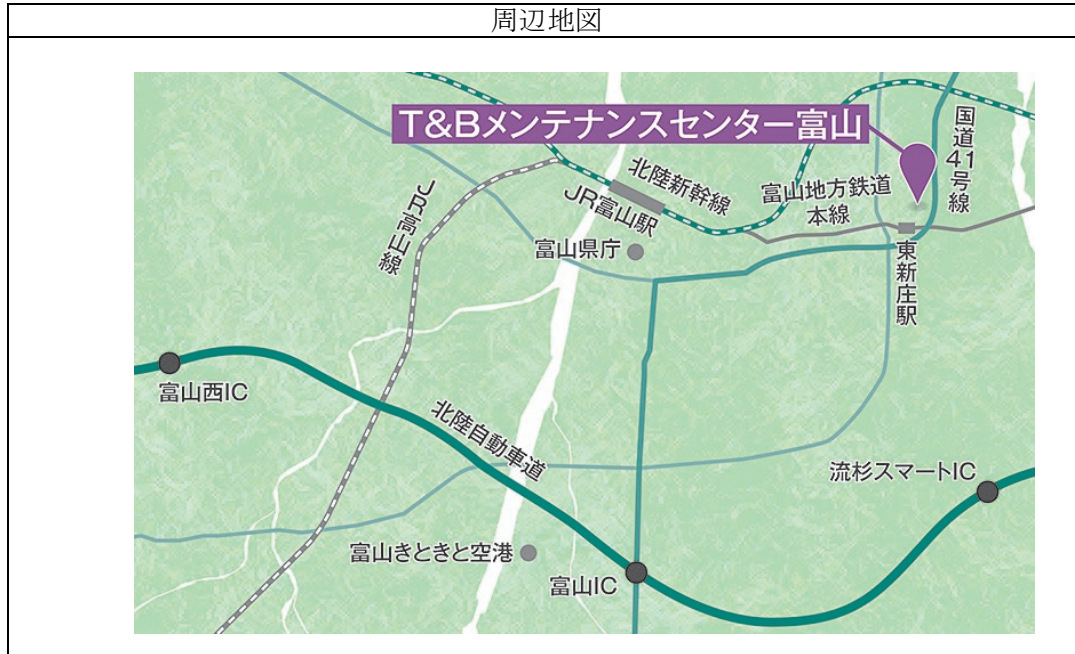 周辺地図
T&Bメンテナンスセンター富山
国道41号線
北陸新幹線
富山地方鉄道
本線
JR富山駅
JR高山線
富山県庁
東新庄駅
富山西IC
北陸自動車道
流杉スマートIC
富山きときと空港
富山IC